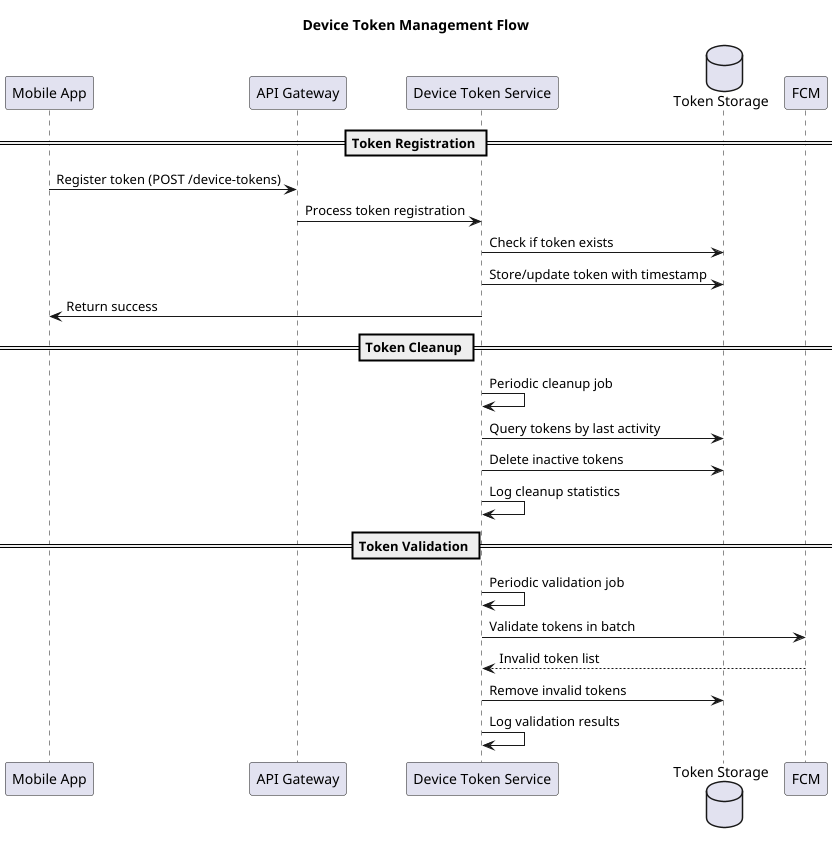 Device Token Management Flow
Mobile App
API Gateway
Device Token Service
Token Storage
FCM
Token Registration
Register token (POST /device-tokens)
Process token registration
Check if token exists
Store/update token with timestamp
Return success
Token Cleanup
Periodic cleanup job
Query tokens by last activity
Delete inactive tokens
Log cleanup statistics
Token Validation
Periodic validation job
Validate tokens in batch
Invalid token list
Remove invalid tokens
Log validation results
Mobile App
API Gateway
Device Token Service
Token Storage
FCM